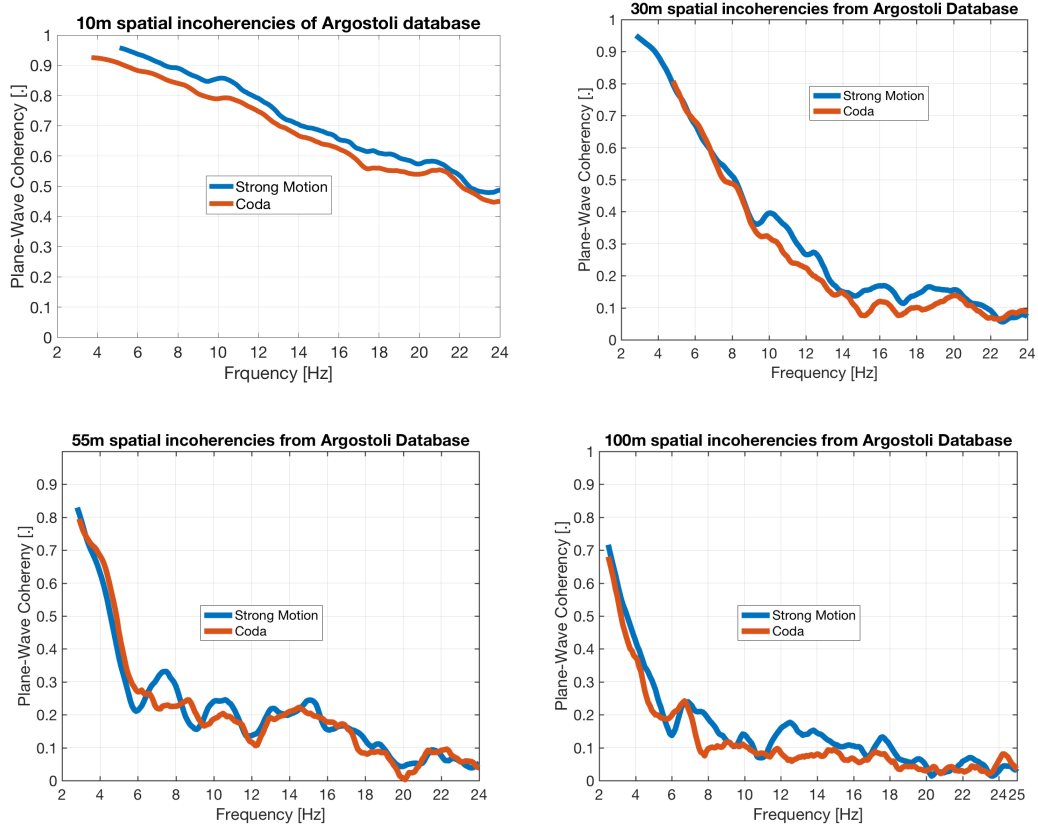 10m spatial incoherencies of Argostoli database
1
0.9
0.8
0.7
0.6
0.5
0.4
0.3
0.2
0.1
0
Plane-Wave Coherency [.]
Strong Motion
Coda
2 4 6 8 10 12 14 16 18 20 22 24
Frquency [Hz]
30m spatial incoherencies from Argostoli Database
1
0.9
0.8
0.7
0.6
0.5
0.4
0.3
0.2
0.1
0
Plane-Wave Coherency [.]
Strong Motion
Coda
2 4 6 8 10 12 14 16 18 20 22 24
Frequency [Hz]
55m spatial incoherencies from Argostoli Database
0.9
0.8
0.7
0.6
0.5
0.4
0.3
0.2
0.1
0
Plane-Wave Coherency [.]
Strong Motion
Coda
2 4 6 8 10 12 14 16 18 20 22 24
Frequency [Hz]
100m spatial incoherencies from Argostoli Database
1
0.9
0.8
0.7
0.6
0.5
0.4
0.3
0.2
0.1
0
Plane-Wave Coherency [.]
Strong Motion
Coda
2 4 6 8 10 12 14 16 18 20 22 24 25
Frequency [Hz]